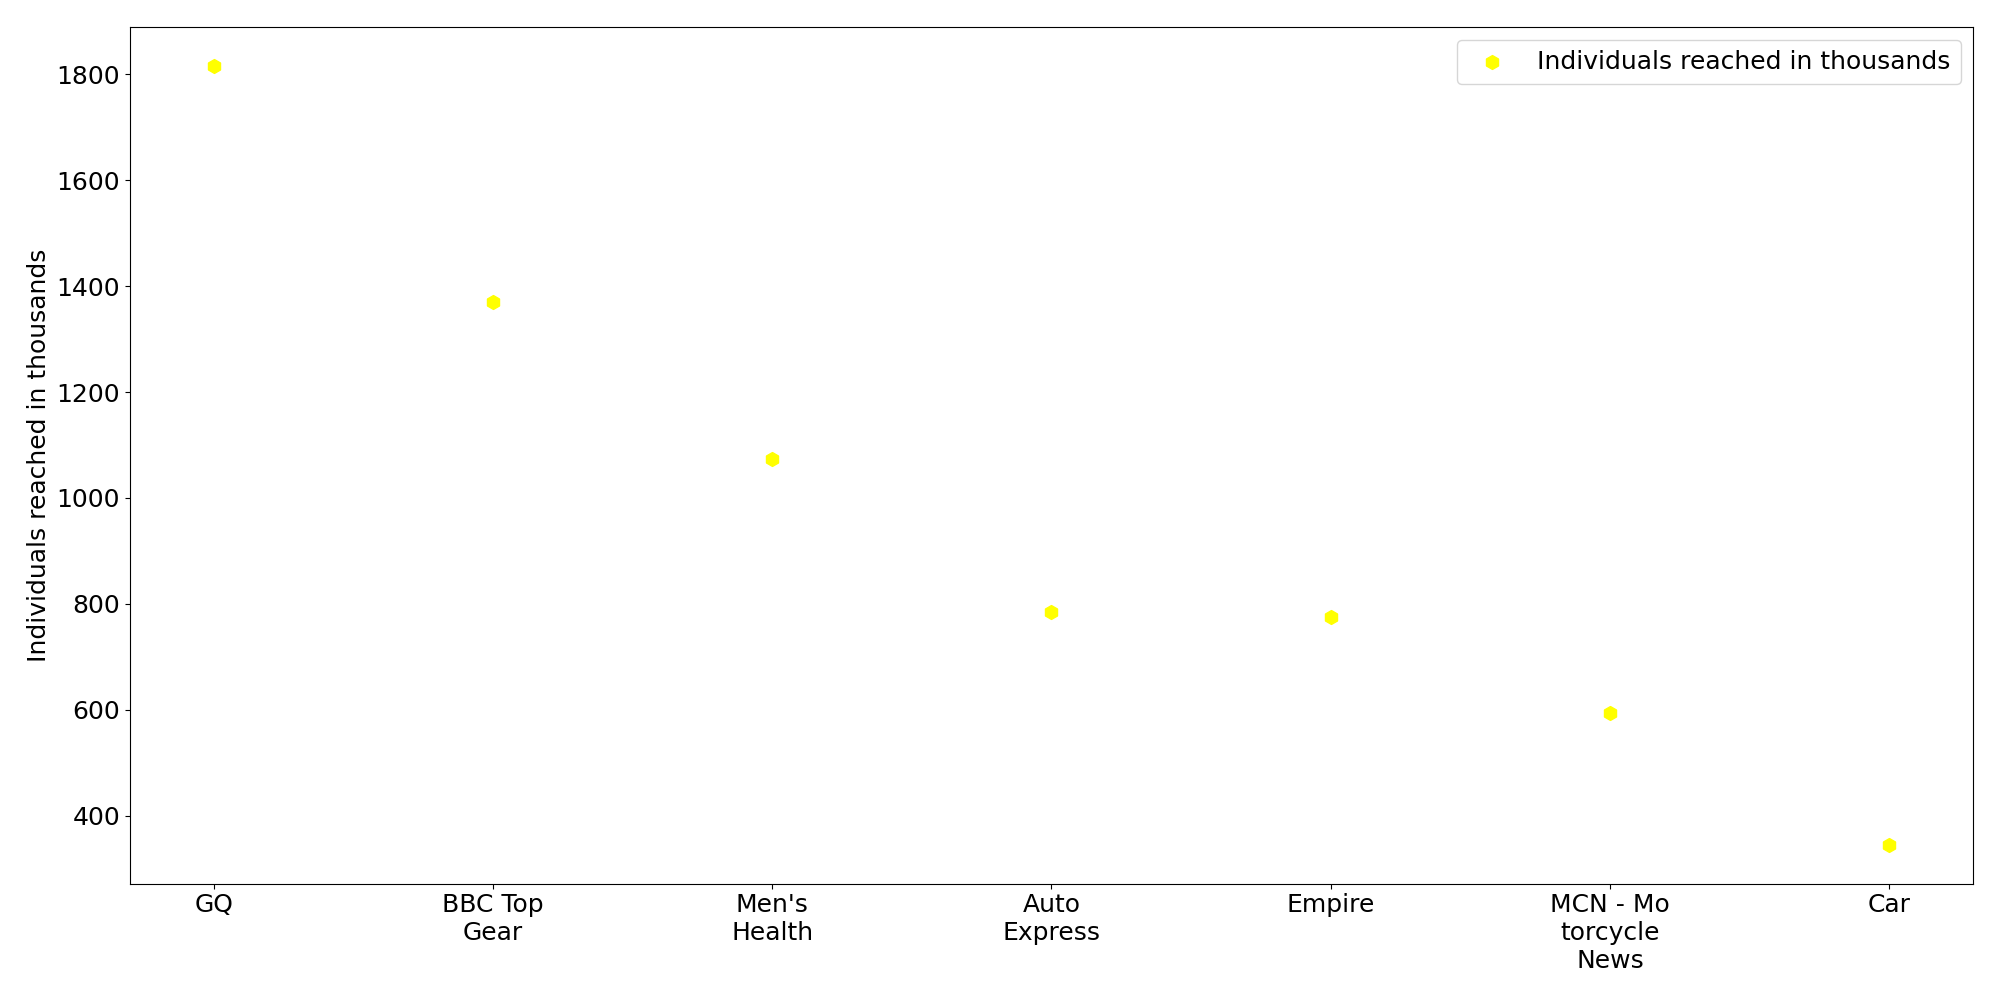 Individuals reached in thousands
1800
1600
1400
1200
1000
800
600
400
Individuals reached in thousands
GQ
BBC Top
Gear
Men's
Health
Auto
Express
Empire
MCN - Mo
torcycle
News
Car